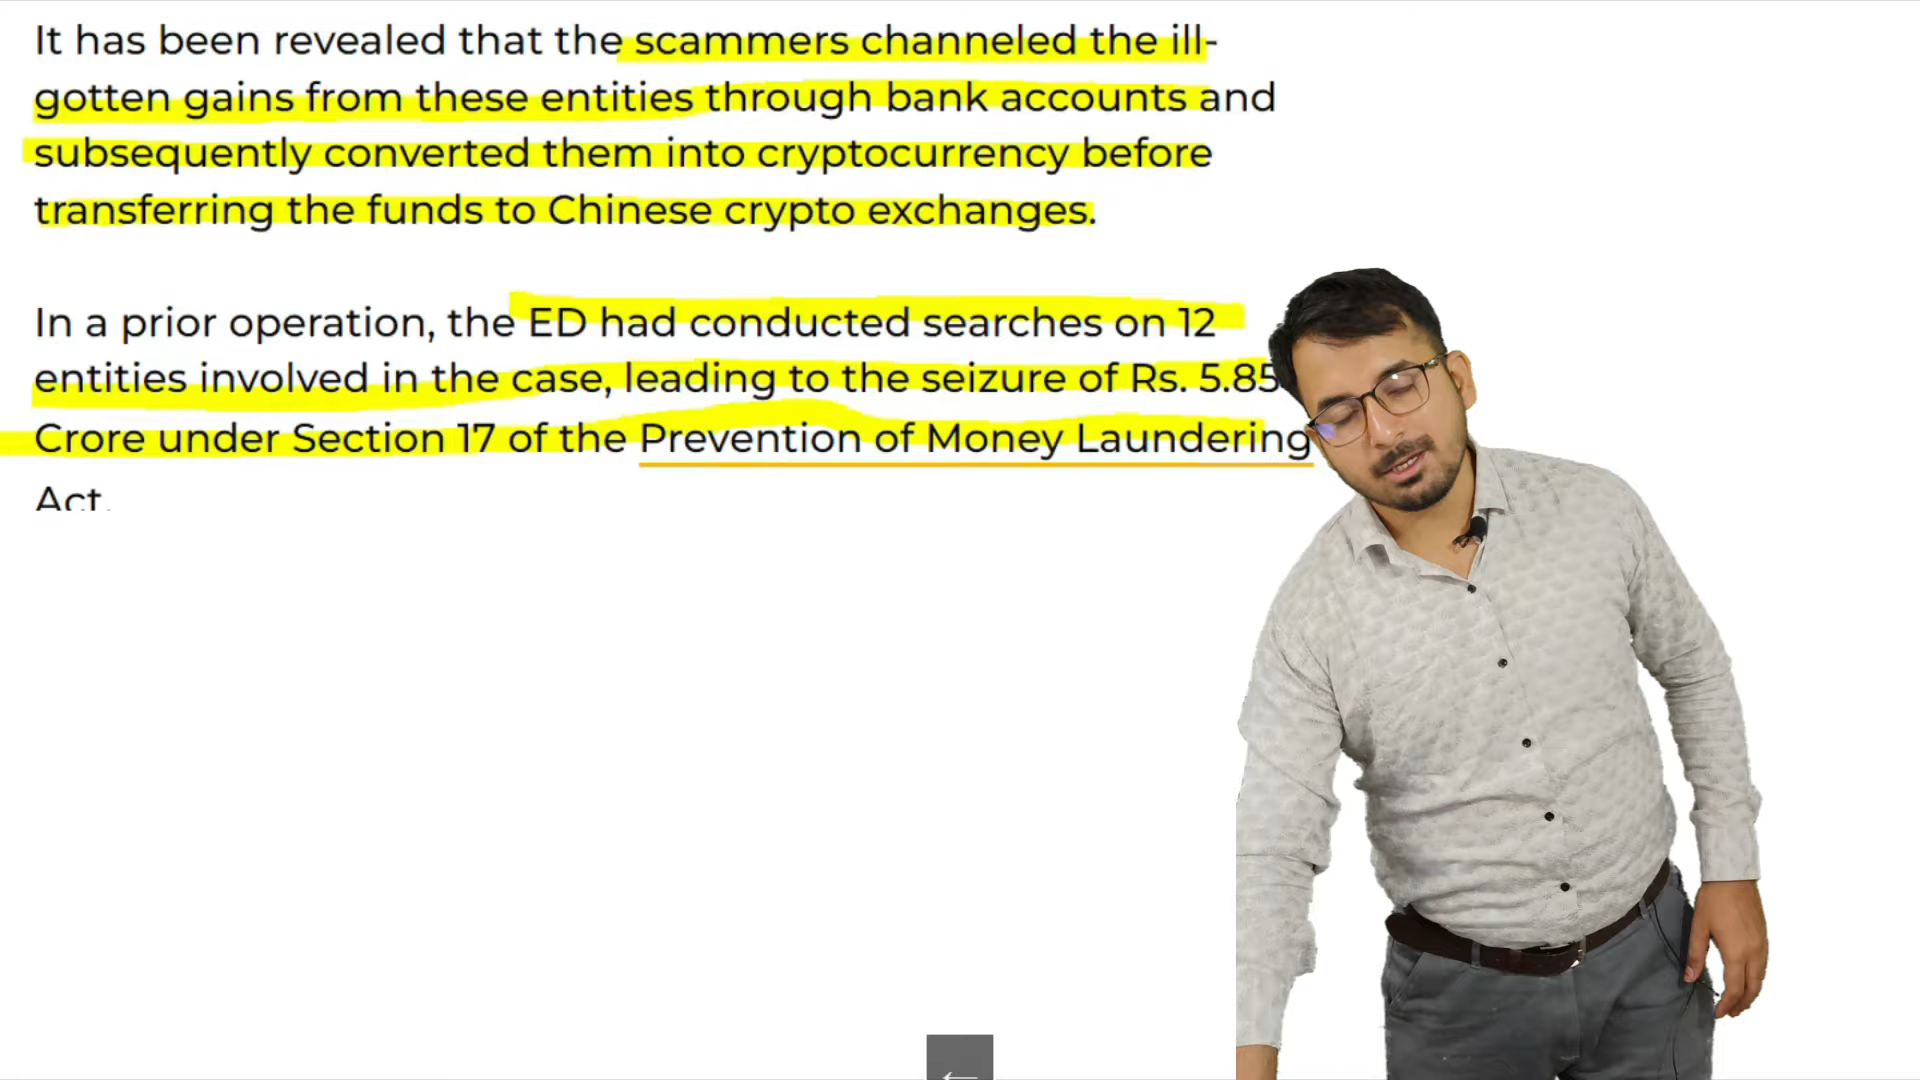 It has been revealed that the scammers channeled the ill-
gotten gains from these entities through bank accounts and
subsequently converted them into cryptocurrency before
transferring the funds to Chinese crypto exchanges.
In a prior operation, the ED had conducted searches on 12
entities involved in the case, leading to the seizure of Rs. 5.85
Crore under Section 17 of the Prevention of Money Laundering
Act.